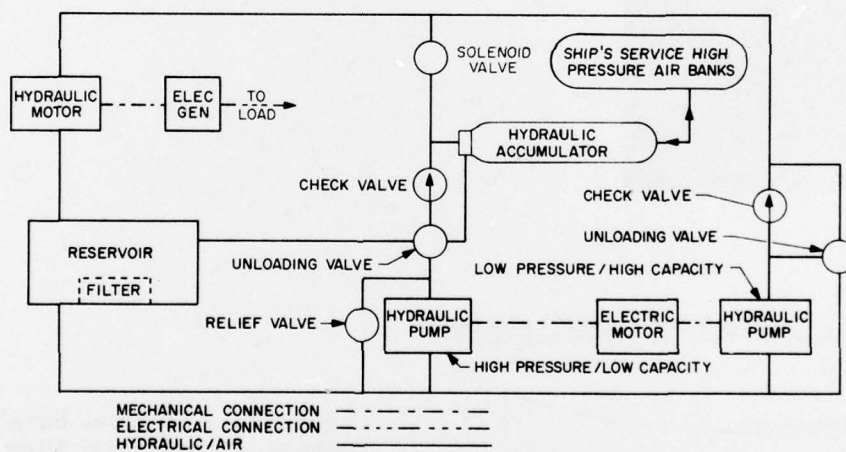 SOLENOID
VALVE
SHIP'S SERVICE HIGH
PRESSURE AIR BANKS
HYDRAULIC
MOTOR
ELEC
GEN
TO
LOAD
HYDRAULIC
ACCUMULATOR
CHECK VALVE
CHECK VALVE
RESERVOIR
FILTER
UNLOADING VALVE
UNLOADING VALVE
LOW PRESSURE/HIGH CAPACITY
RELIEF VALVE
HYDRAULIC
PUMP
ELECTRIC
MOTOR
HYDRAULIC
PUMP
HIGH PRESSURE/LOW CAPACITY
MECHANICAL CONNECTION
ELECTRICAL CONNECTION
HYDRAULIC/AIR